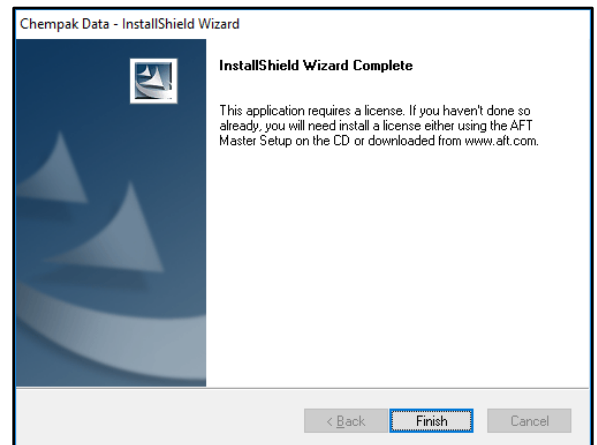 Chempak Data - InstallShield Wizard
InstallShield Wizard Complete
This application requires a license. If you haven't done so
already, you will need install a license either using the AFT
Master Setup on the CD or downloaded from www.aft.com.
< Back
Finish
Cancel